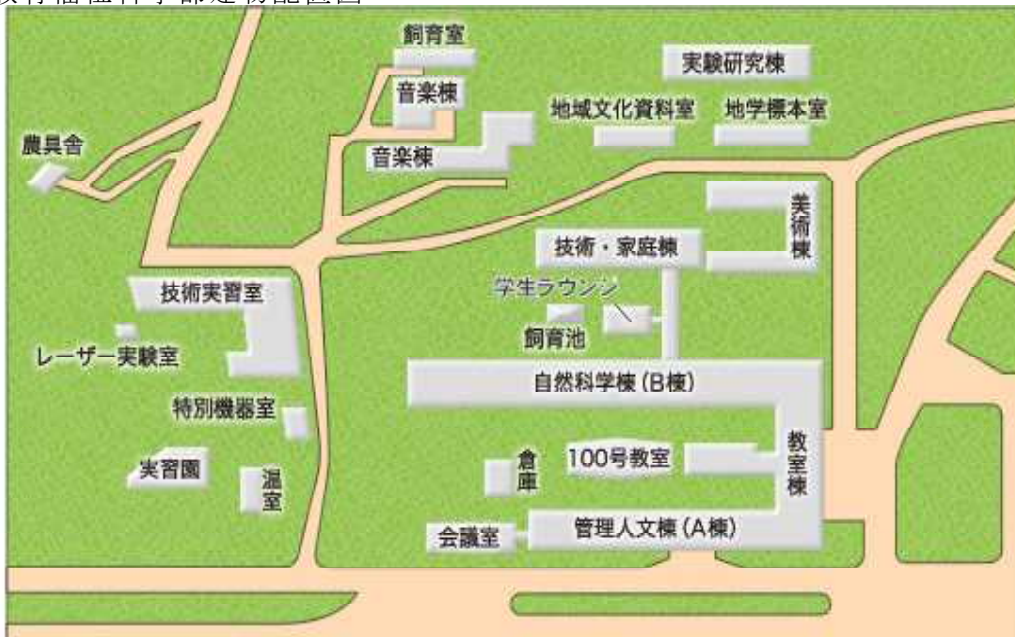 飼育室
実験研究棟
音楽棟
地域文化資料室
地学標本室
農具舎
音楽棟
美術棟
技術・家庭棟
学生ラウンジ
技術実習室
飼育池
レーザー実験室
自然科学棟（B棟）
特別機器室
教室棟
100号教室
倉庫
実習園
温室
管理人文棟（A棟）
会議室